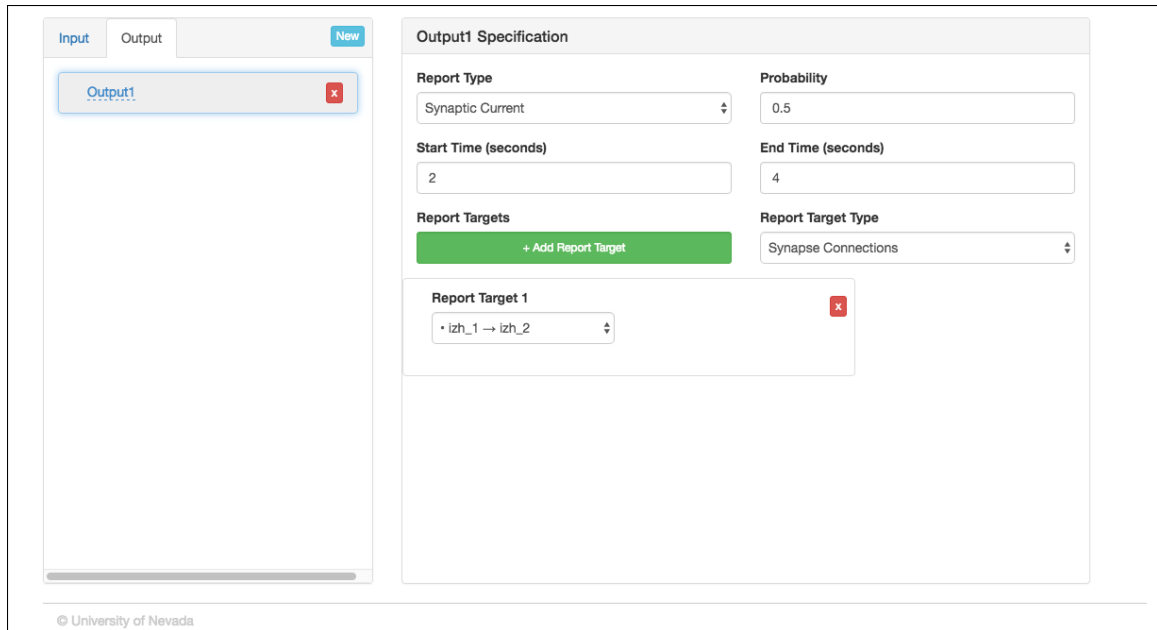 Input Output New
Output1 x
Output1 Specification
Report Type Probability
Synaptic Current 0.5
Start Time (seconds) End Time (seconds)
2 4
Report Targets Report Target Type
+ Add Report Target Synapse Connections
Report Target 1 x
• izh_1 → izh_2
© University of Nevada